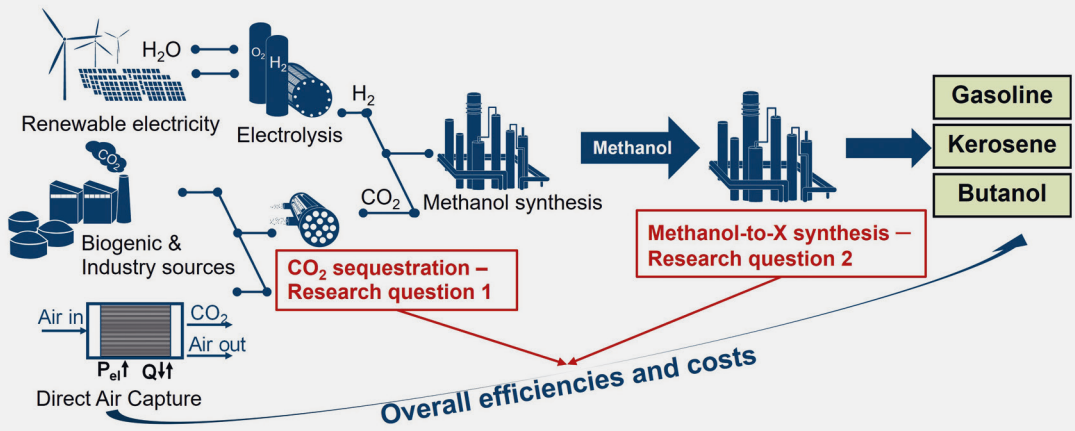 H₂O
O₂
H₂
Renewable electricity
Electrolysis
H₂
CO₂
Methanol synthesis
Methanol
Gasoline
Kerosene
Butanol
CO₂
Biogenic &
Industry sources
CO₂ sequestration –
Research question 1
Methanol-to-X synthesis —
Research question 2
Air in
CO₂
Air out
Pel↑ Q↓↑
Direct Air Capture
Overall efficiencies and costs